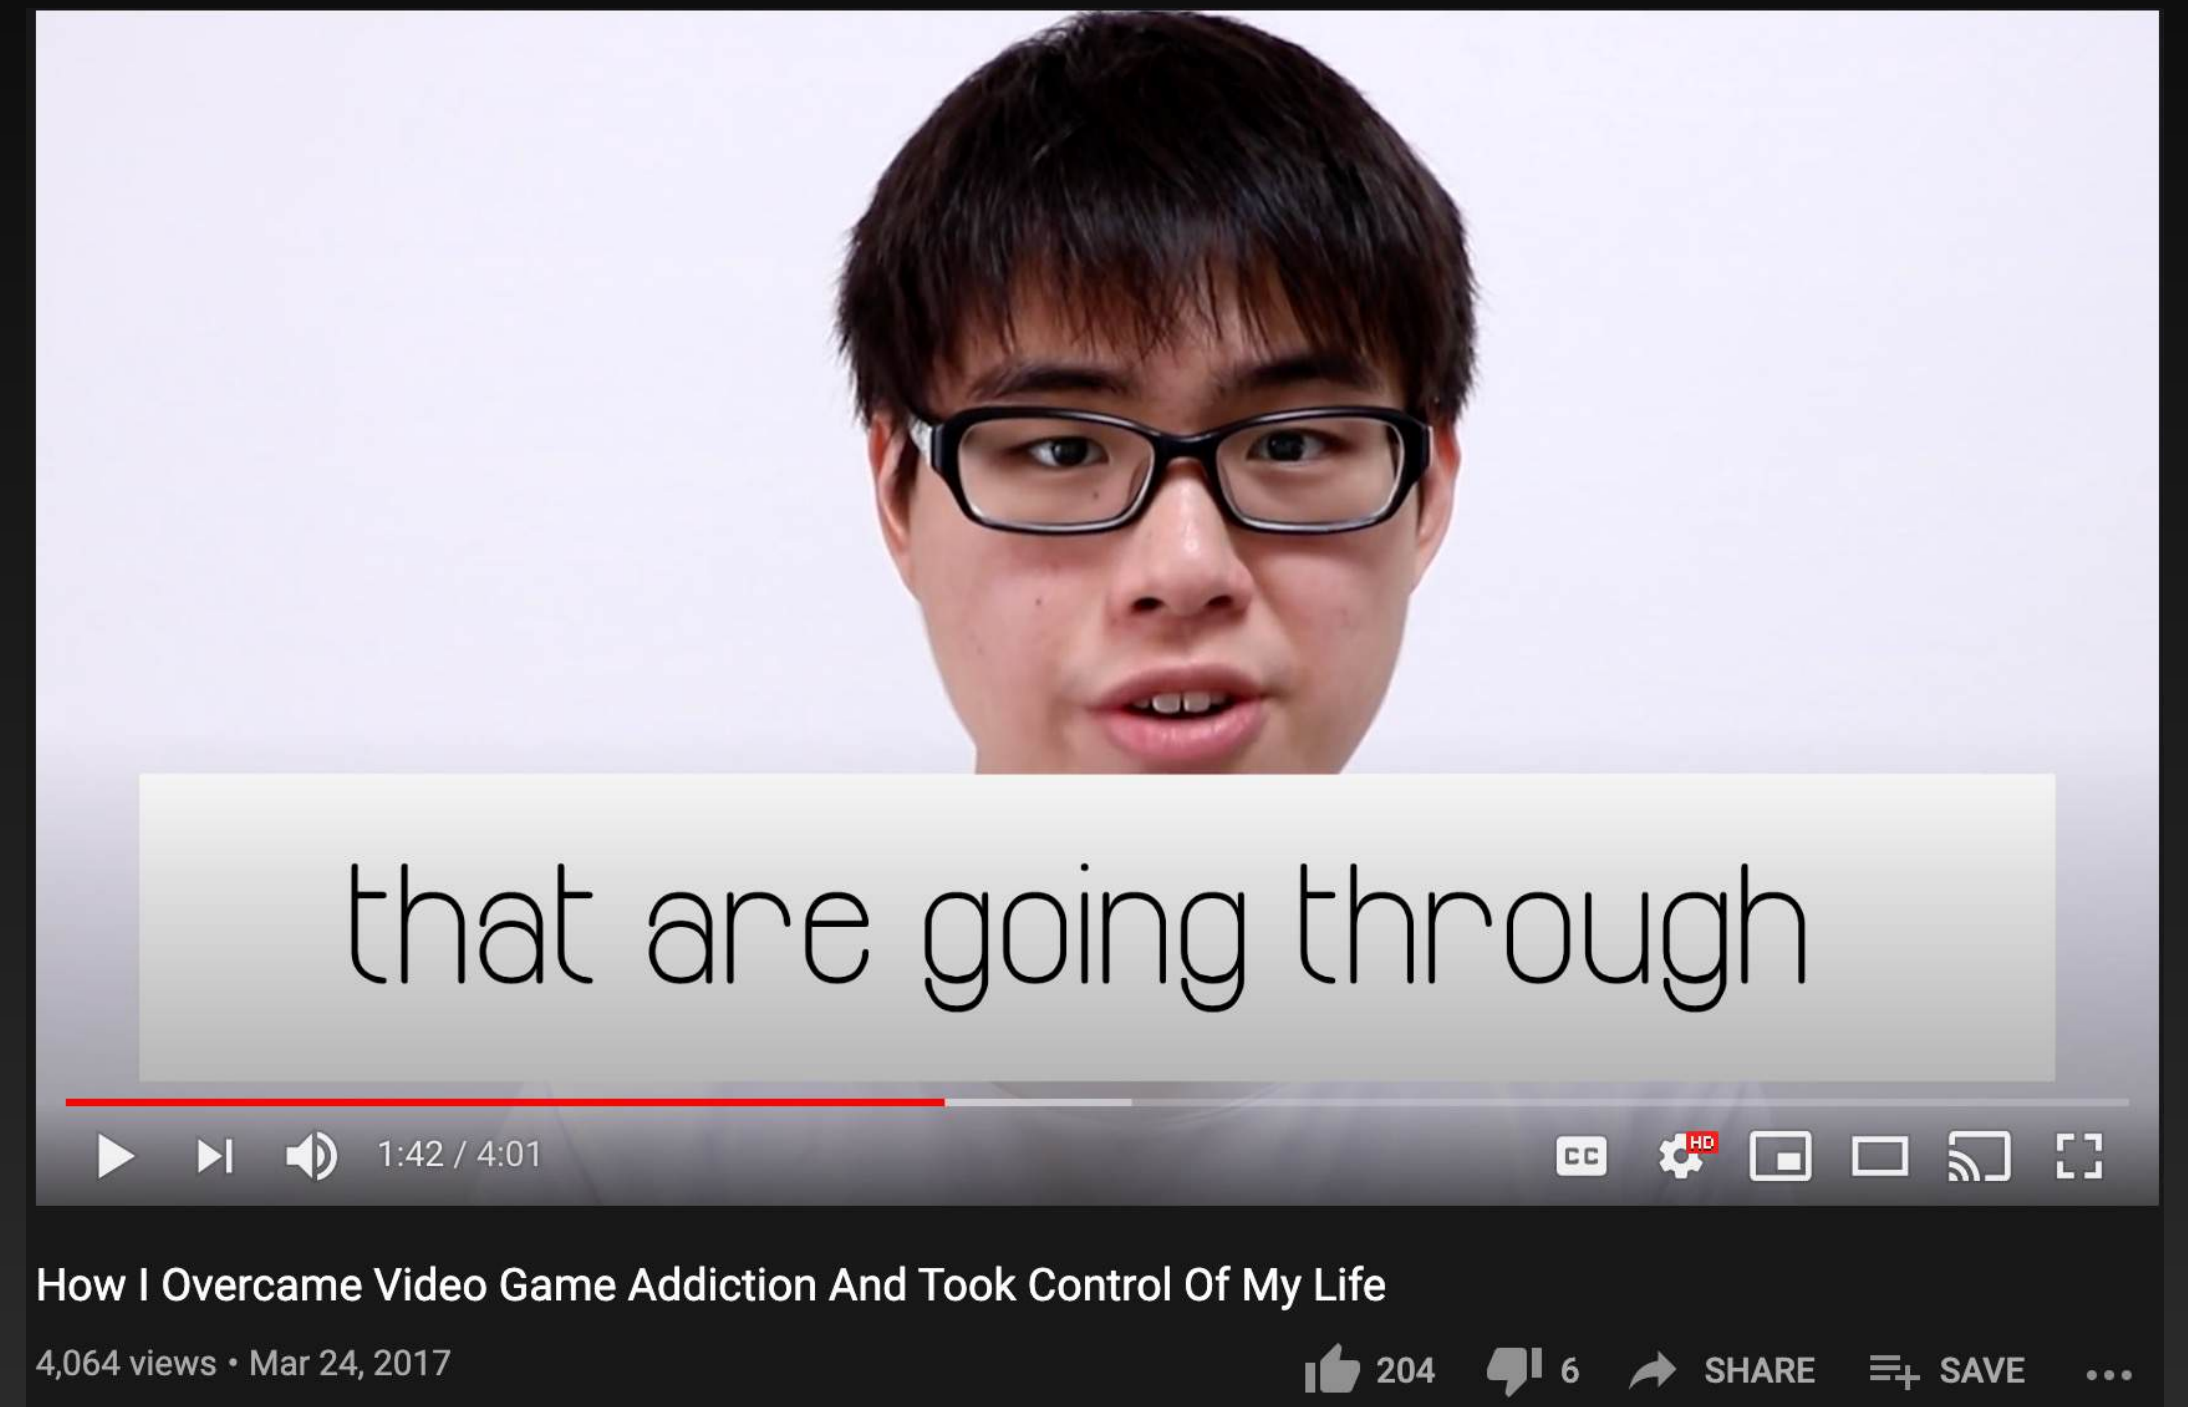 that are going through
1:42 / 4:01
CC
HD
How I Overcame Video Game Addiction And Took Control Of My Life
4,064 views • Mar 24, 2017
204
6
SHARE
SAVE